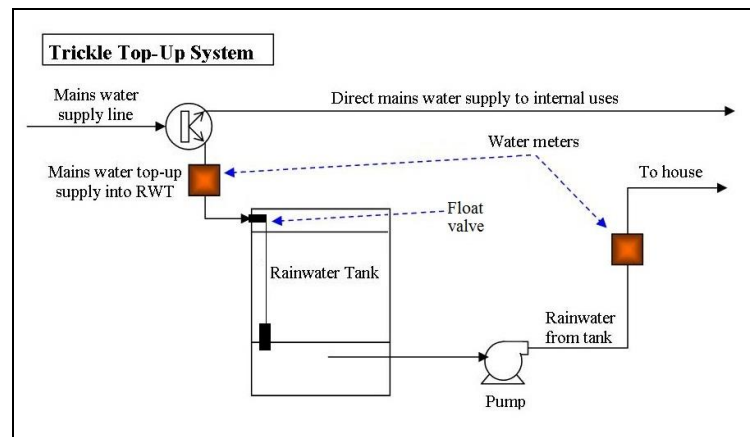 Trickle Top-Up System
Mains water
supply line
Direct mains water supply to internal uses
Water meters
Mains water top-up
supply into RWT
To house
Float
valve
Rainwater Tank
Rainwater
from tank
Pump